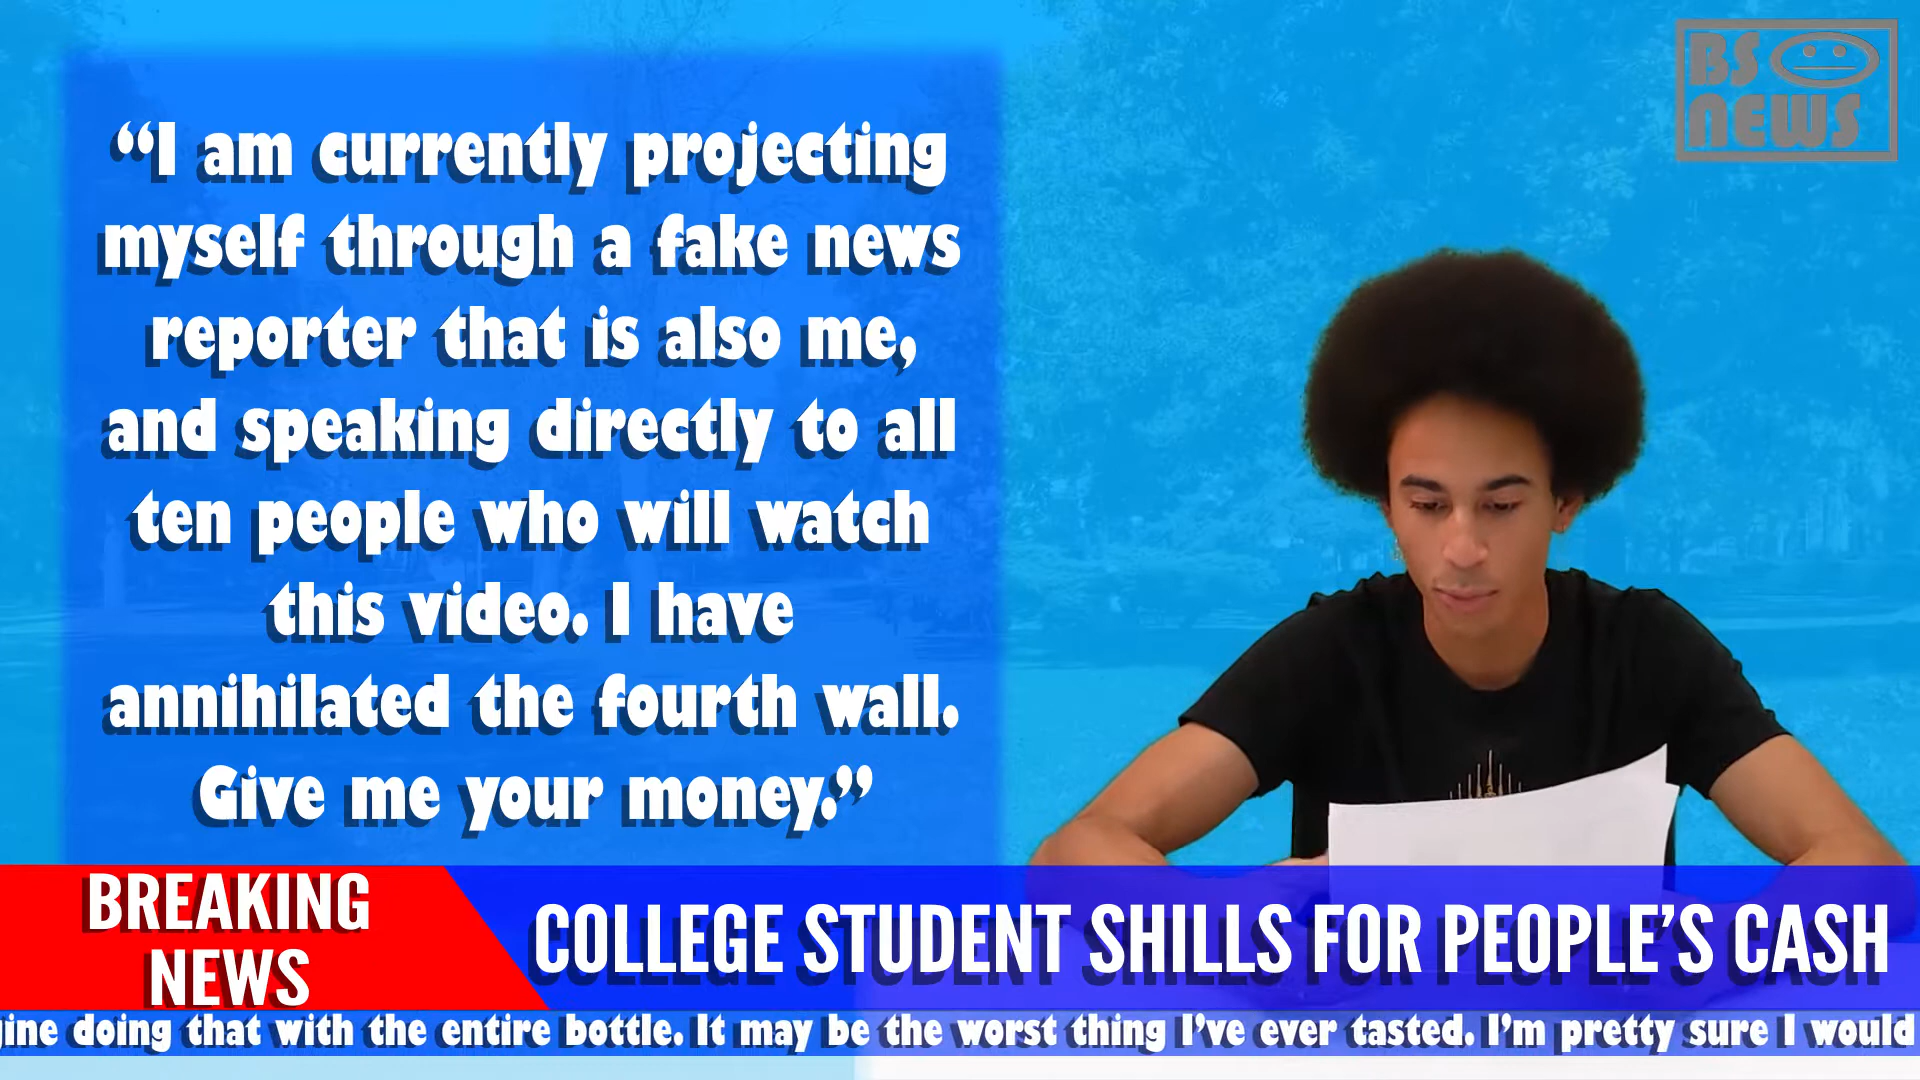 BS
NEWS
“I am currently projecting
myself through a fake news
reporter that is also me,
and speaking directly to all
ten people who will watch
this video. I have
annihilated the fourth wall.
Give me your money.”
BREAKING
NEWS
COLLEGE STUDENT SHILLS FOR PEOPLE’S CASH
doing that with the entire bottle. It may be the worst thing I’ve ever tasted. I’m pretty sure I would